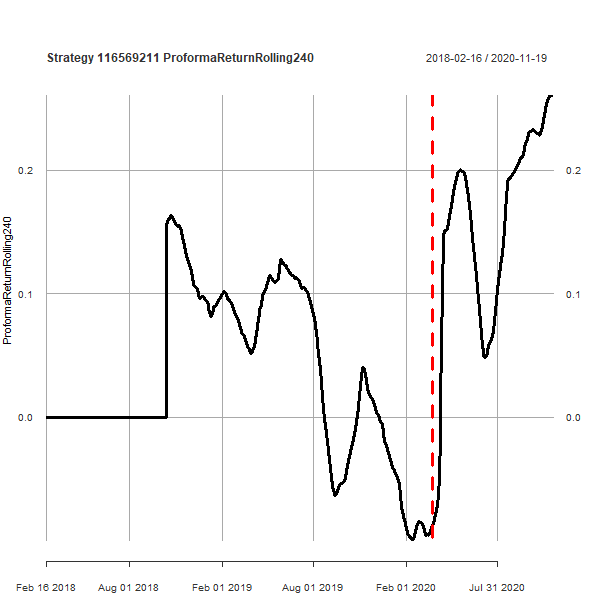 Strategy 116569211 ProformaReturnRolling240
2018-02-16 / 2020-11-19
ProformaReturnRolling240
0.2
0.2
0.1
0.1
0.0
0.0
Feb 16 2018
Aug 01 2018
Feb 01 2019
Aug 01 2019
Feb 01 2020
Jul 31 2020